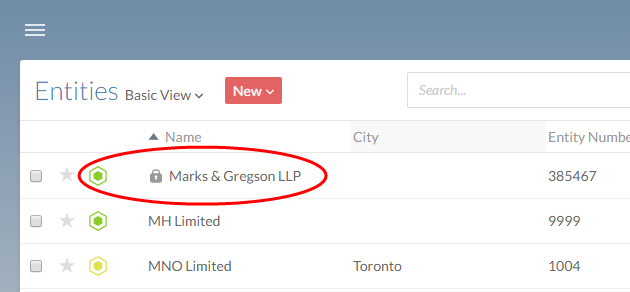 Entities Basic View New Search...
Name City Entity Numbe
Marks & Gregson LLP 385467
MH Limited 9999
MNO Limited Toronto 1004